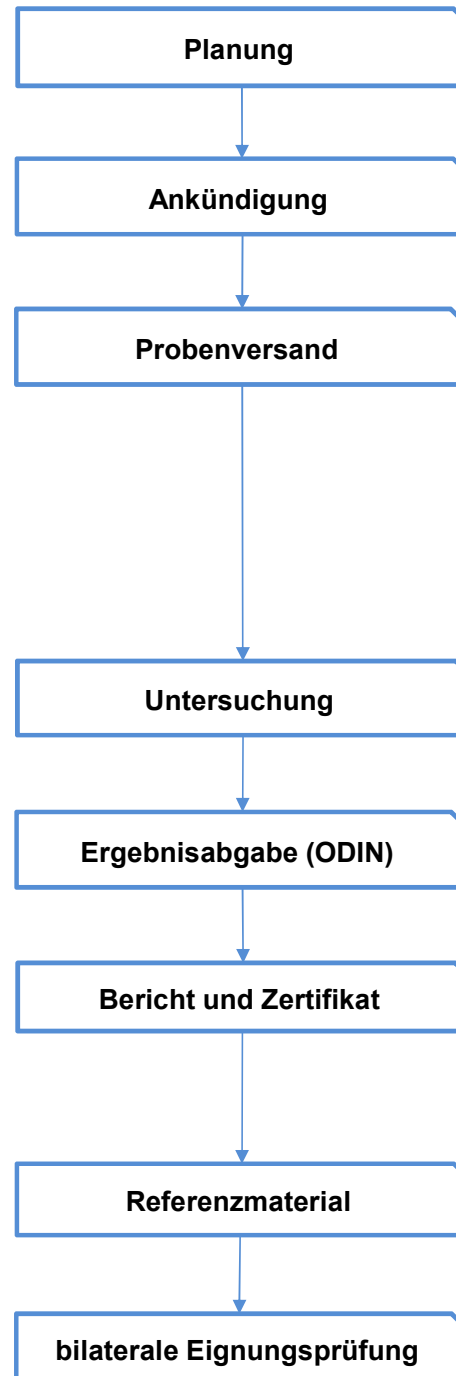 Planung
Ankündigung
Probenversand
Untersuchung
Ergebnisabgabe (ODIN)
Bericht und Zertifikat
Referenzmaterial
bilaterale Eignungsprüfung